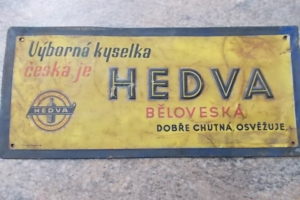 Výborná kyselka
česká je
HEDVA
HEDVA
BĚLOVESKÁ
DOBŘE CHUTNÁ, OSVĚŽUJE.